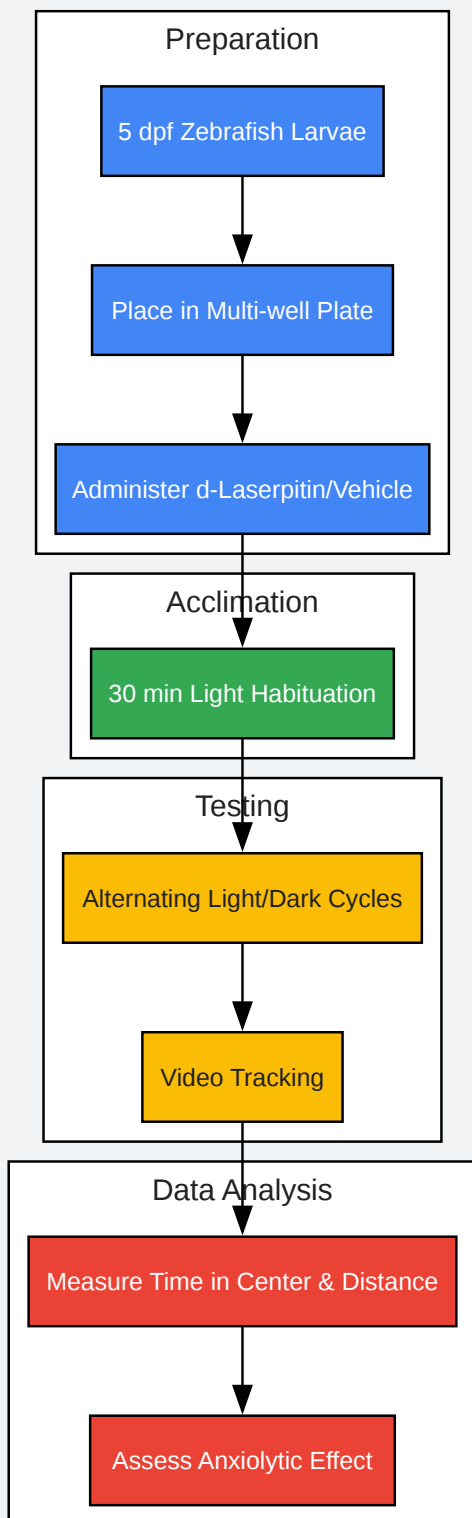 Preparation
5 dpf Zebrafish Larvae
Place in Multi-well Plate
Administer d-Laserpitin/Vehicle
Acclimation
30 min Light Habituation
Testing
Alternating Light/Dark Cycles
Video Tracking
Data Analysis
Measure Time in Center & Distance
Assess Anxiolytic Effect